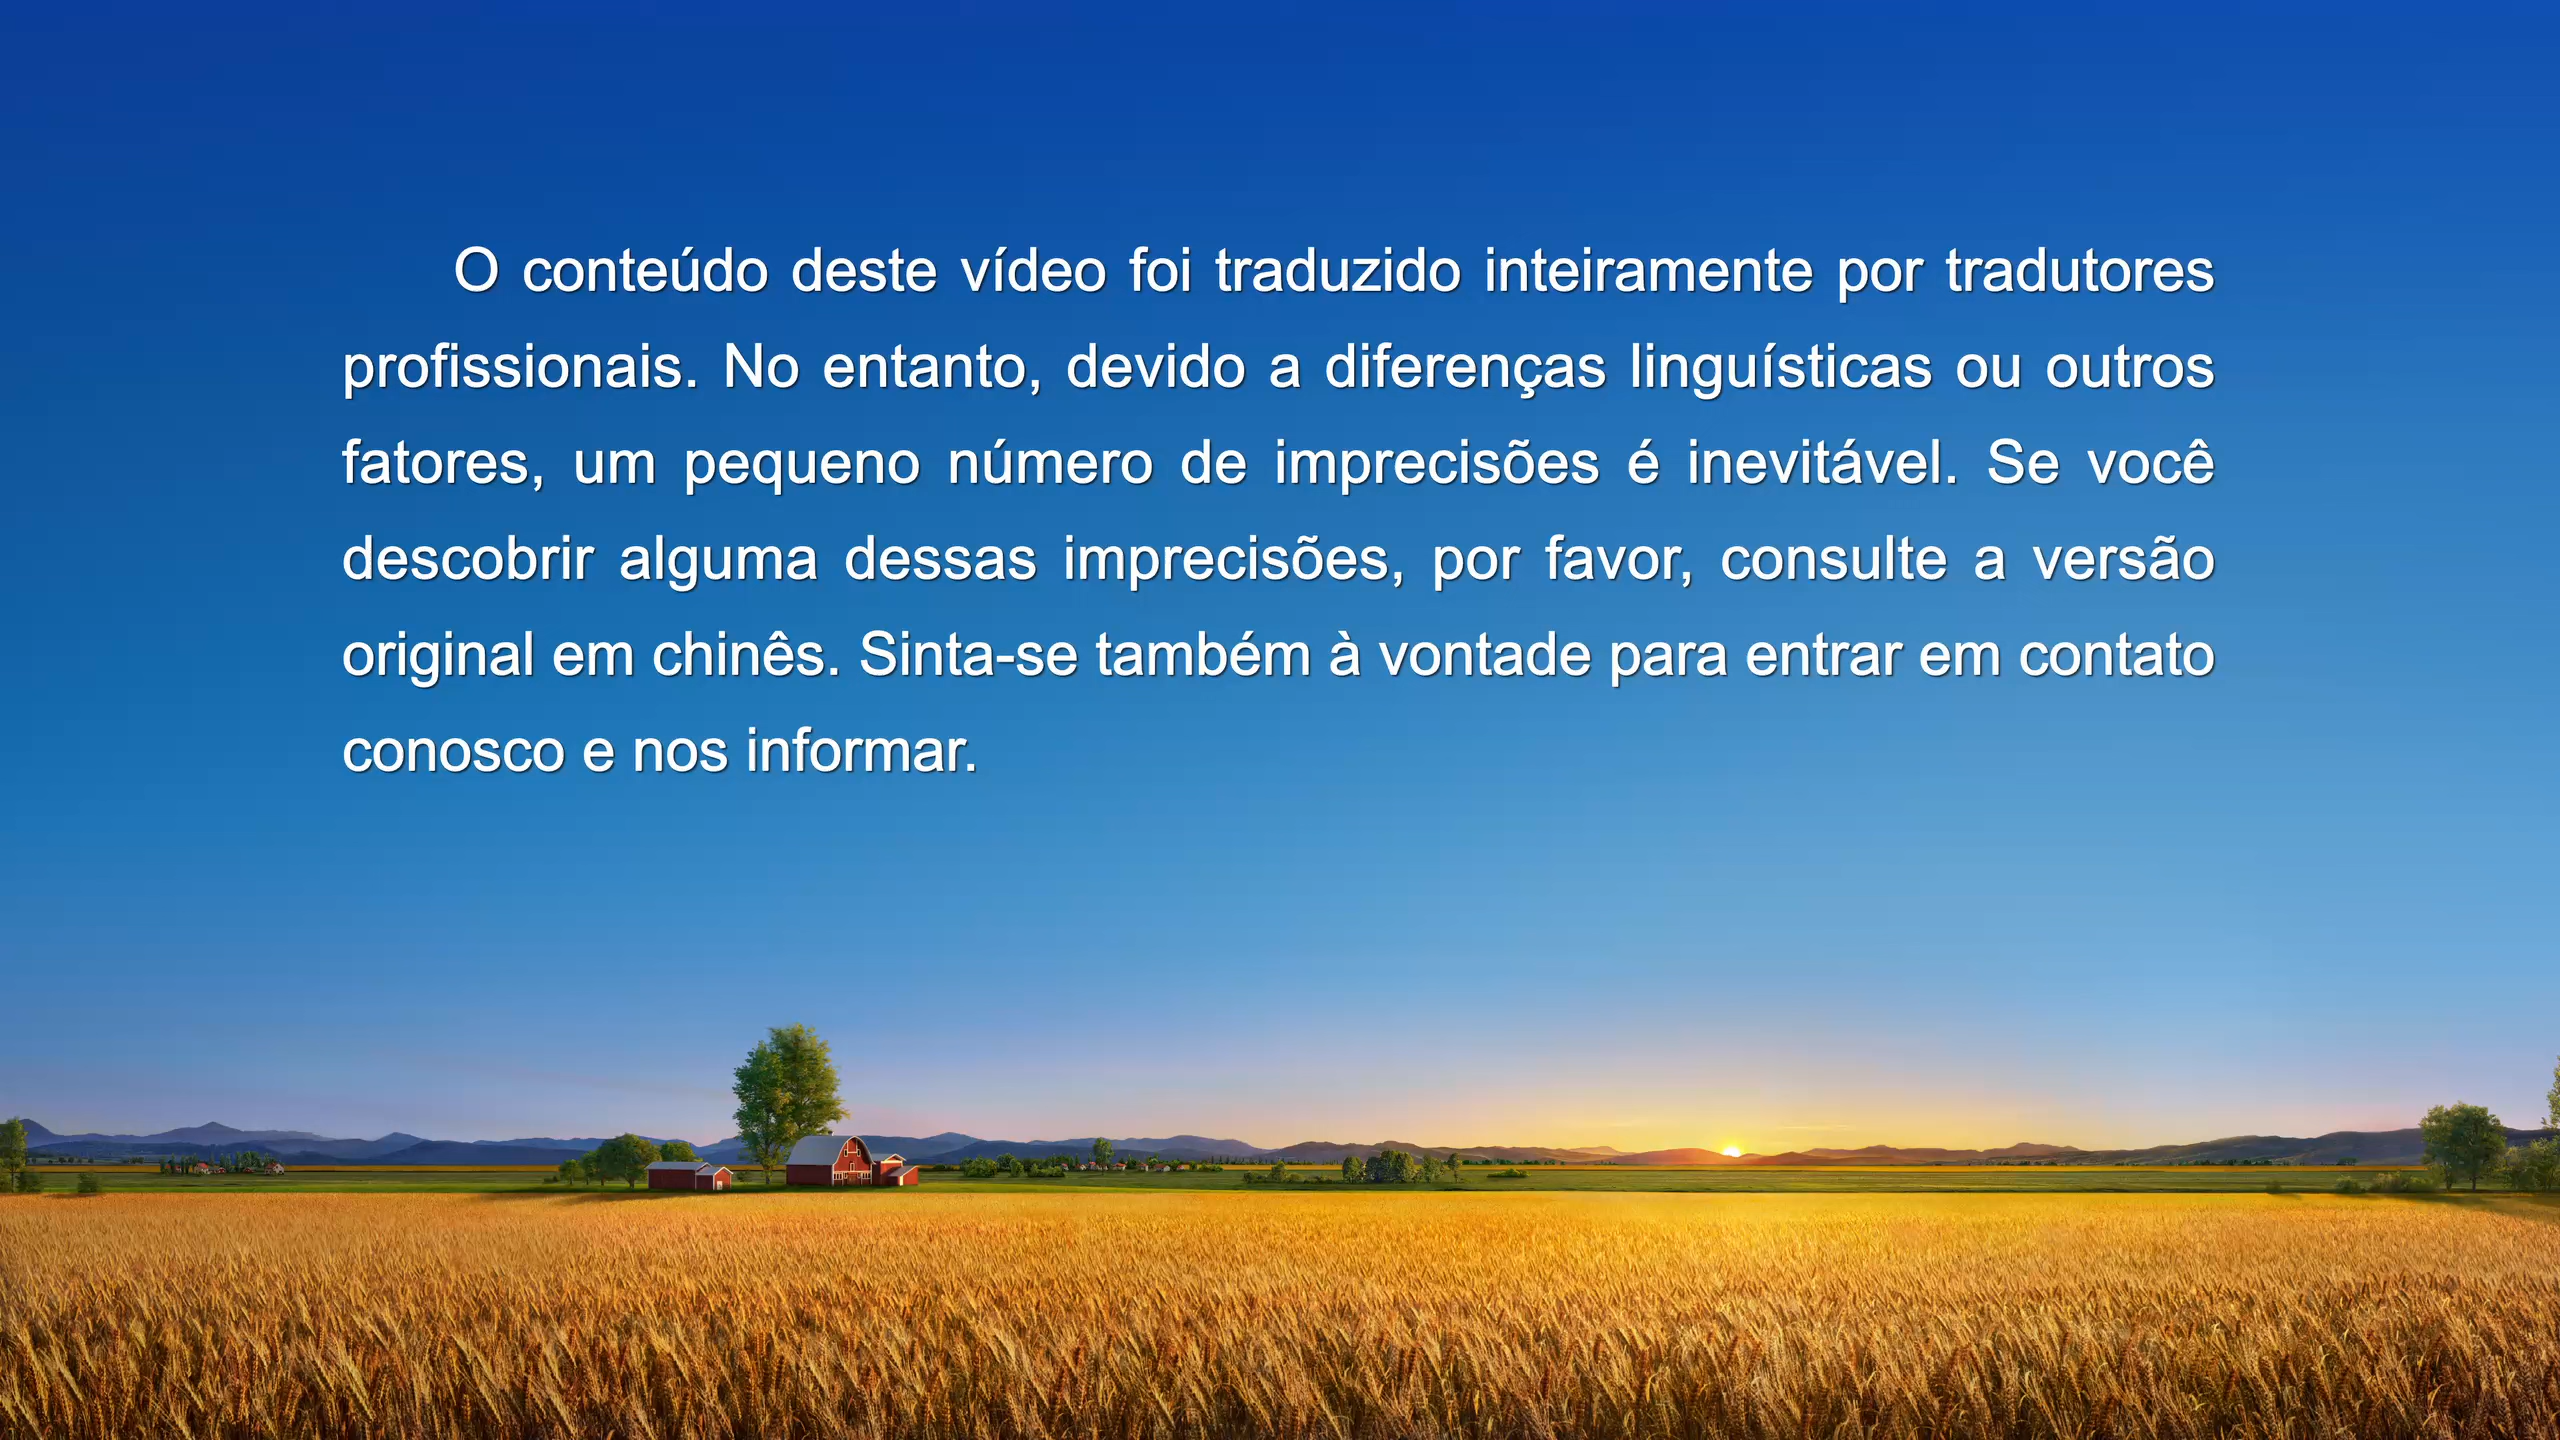 O conteúdo deste vídeo foi traduzido inteiramente por tradutores
profissionais. No entanto, devido a diferenças linguísticas ou outros
fatores, um pequeno número de imprecisões é inevitável. Se você
descobrir alguma dessas imprecisões, por favor, consulte a versão
original em chinês. Sinta-se também à vontade para entrar em contato
conosco e nos informar.